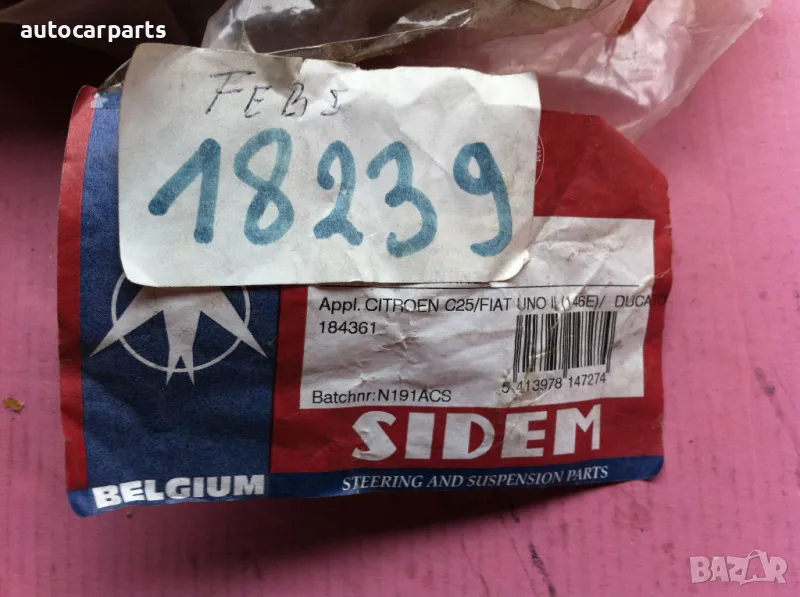 autocarparts
FEBI
18239
Appl. CITROEN C25/FIAT UNO II (146E)/ DUCATO
184361
5 413978 147274
Batchnr:N191ACS
SIDEM
BELGIUM
STEERING AND SUSPENSION PARTS
BAZAR